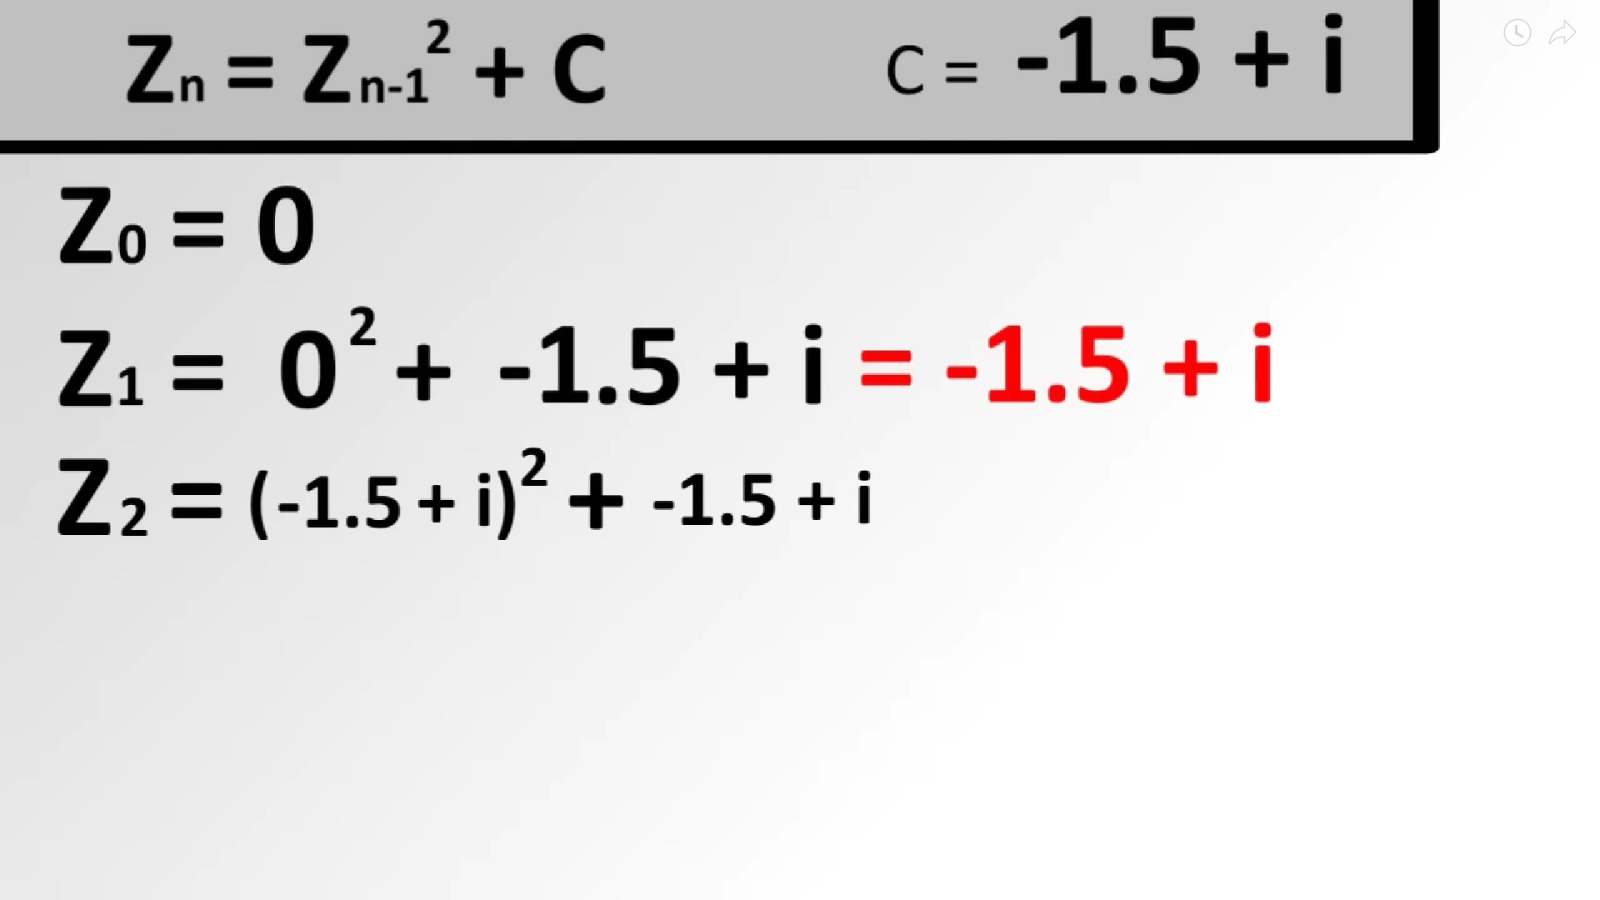 Zn = Zn-1² + C C = -1.5 + i
Z0 = 0
Z1 = 0² + -1.5 + i = -1.5 + i
Z2 = (-1.5 + i)² + -1.5 + i